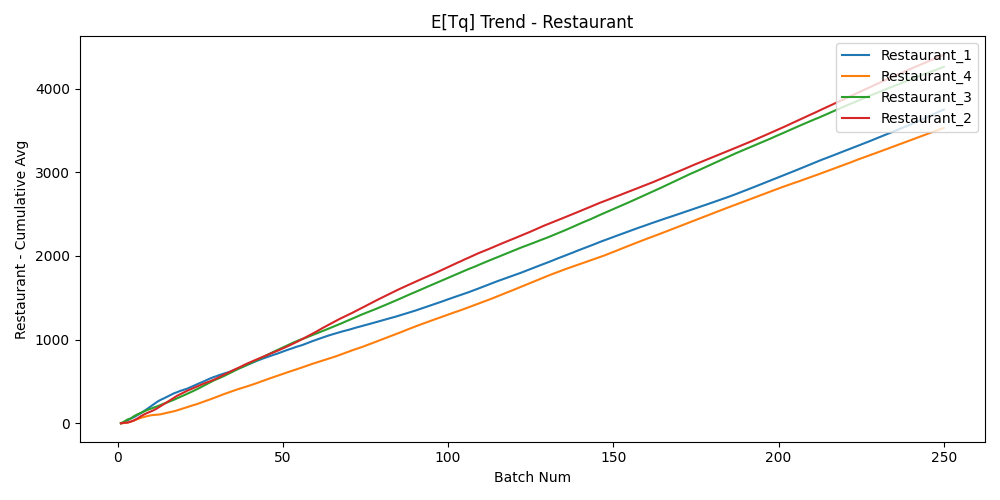 E[Tq] Trend - Restaurant
Restaurant_1
Restaurant_4
Restaurant_3
Restaurant_2
Restaurant - Cumulative Avg
4000
3000
2000
1000
0
0 50 100 150 200 250
Batch Num